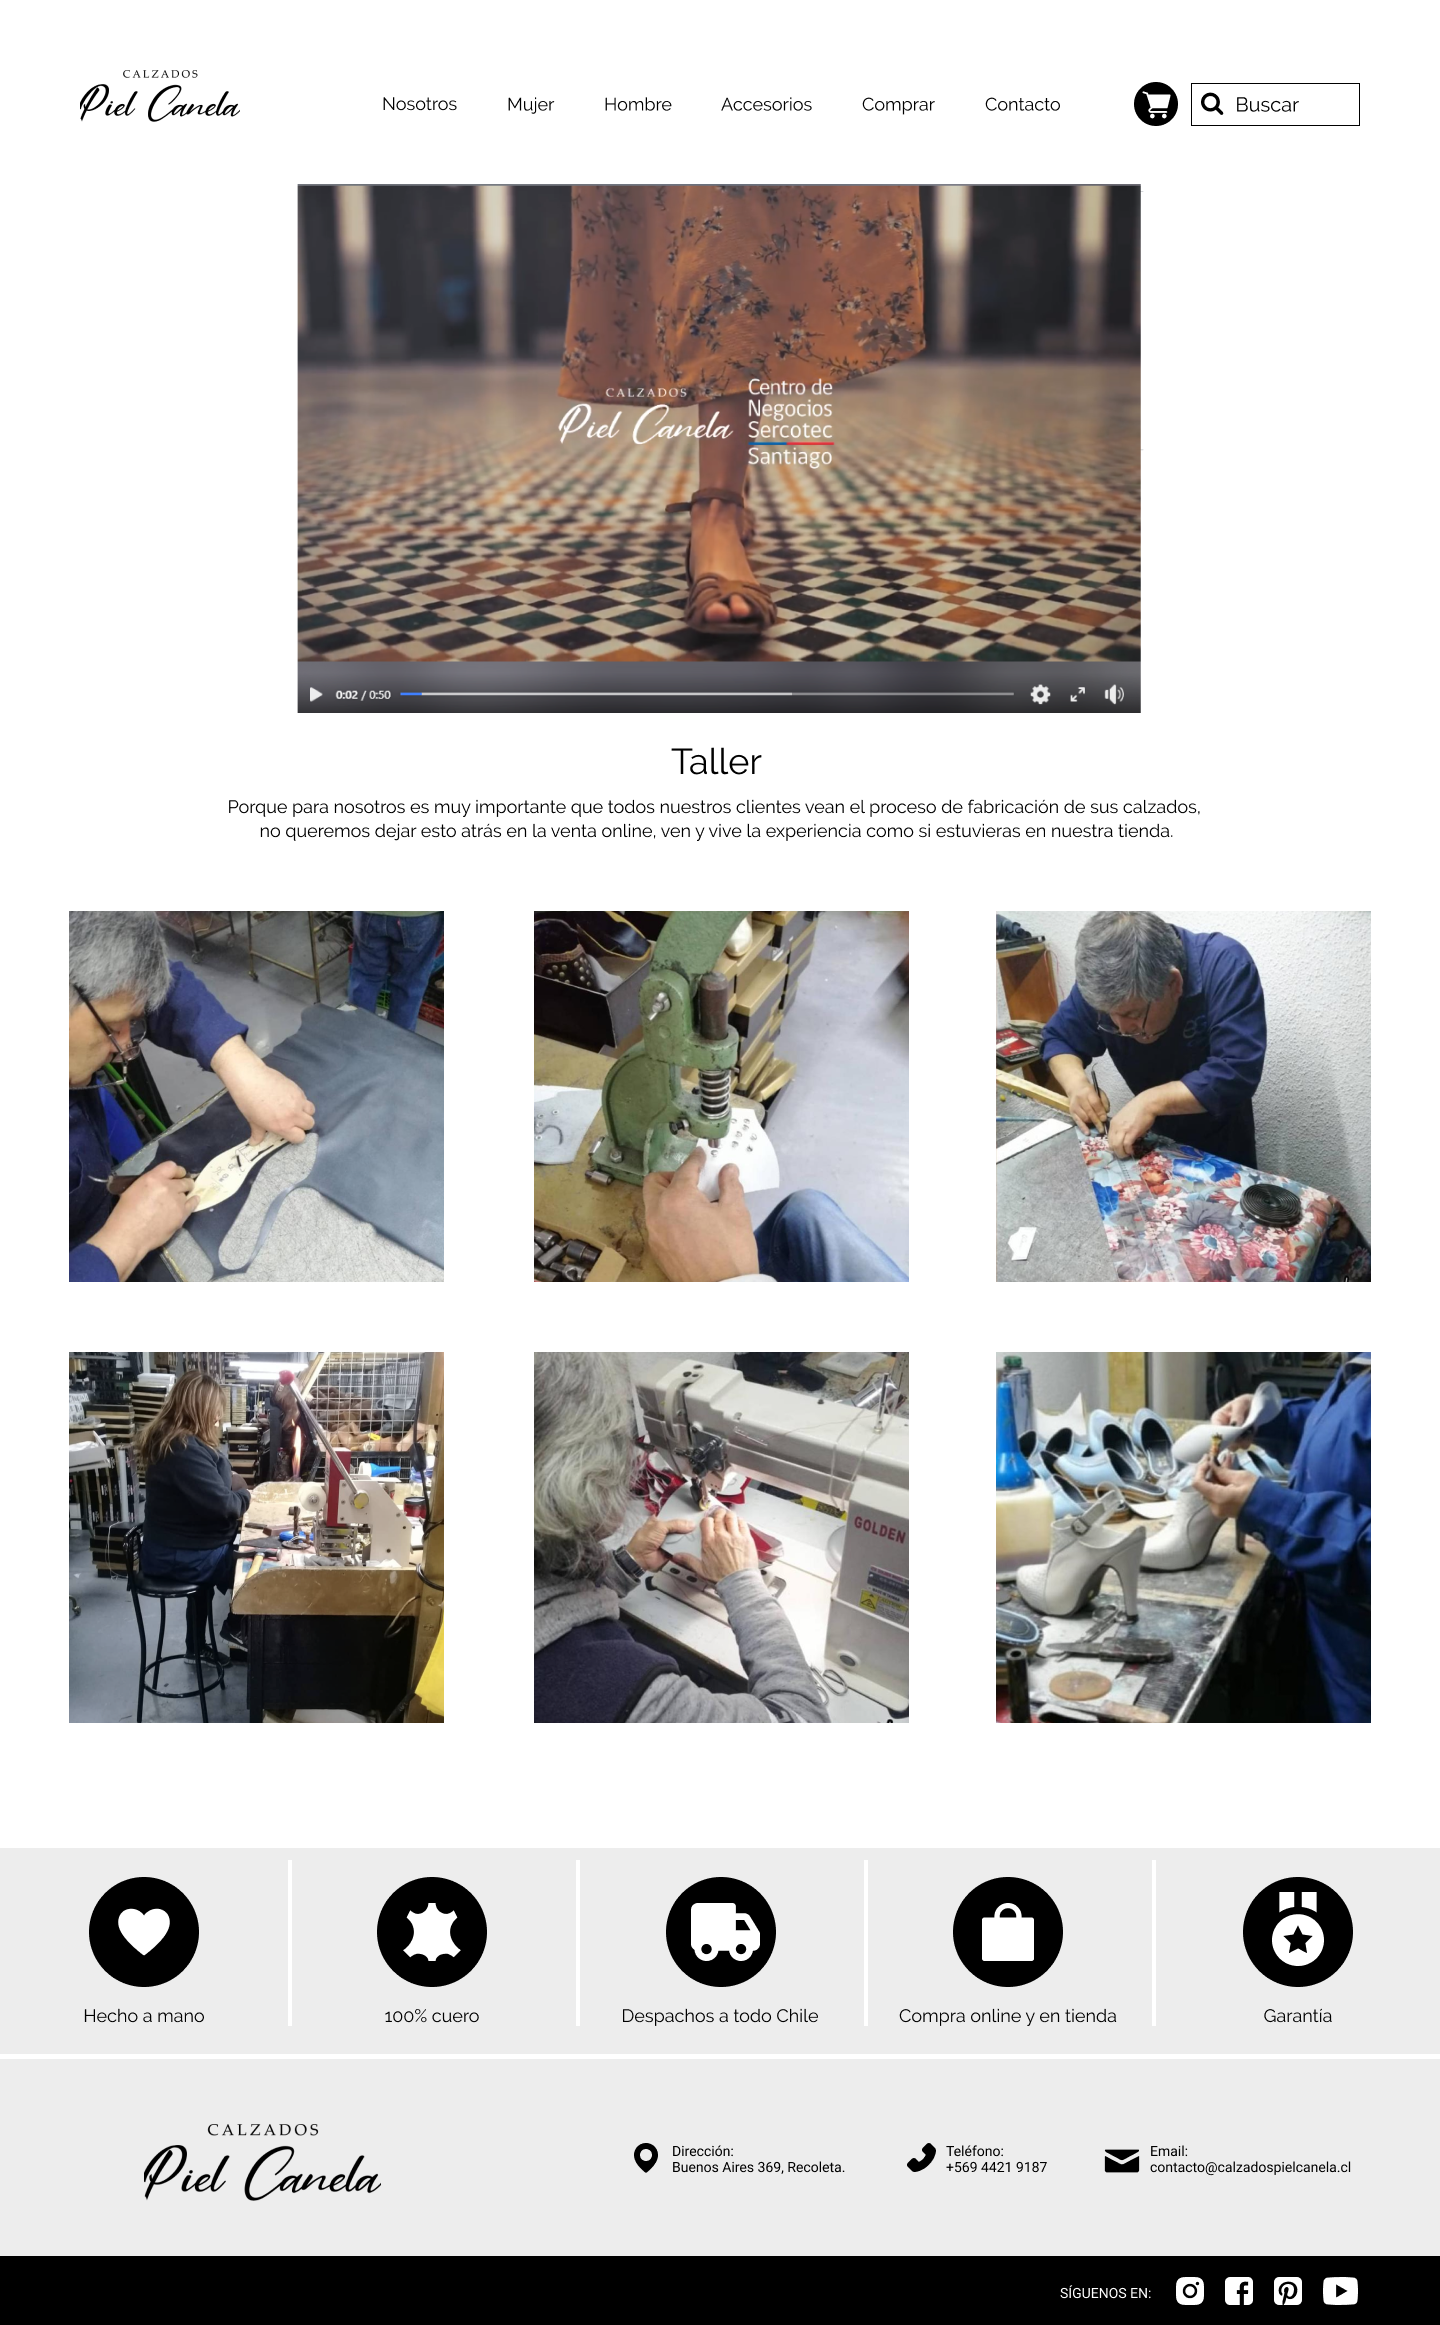 CALZADOS
Piel Canela
Nosotros
Mujer
Hombre
Accesorios
Comprar
Contacto
Buscar
CALZADOS
Piel Canela
Centro de
Negocios
Sercotec
Santiago
0:02 / 0:50
Taller
Porque para nosotros es muy importante que todos nuestros clientes vean el proceso de fabricación de sus calzados,
no queremos dejar esto atrás en la venta online, ven y vive la experiencia como si estuvieras en nuestra tienda.
GOLDEN
Hecho a mano
100% cuero
Despachos a todo Chile
Compra online y en tienda
Garantía
CALZADOS
Piel Canela
Dirección:
Buenos Aires 369, Recoleta.
Teléfono:
+569 4421 9187
Email:
contacto@calzadospielcanela.cl
SÍGUENOS EN: